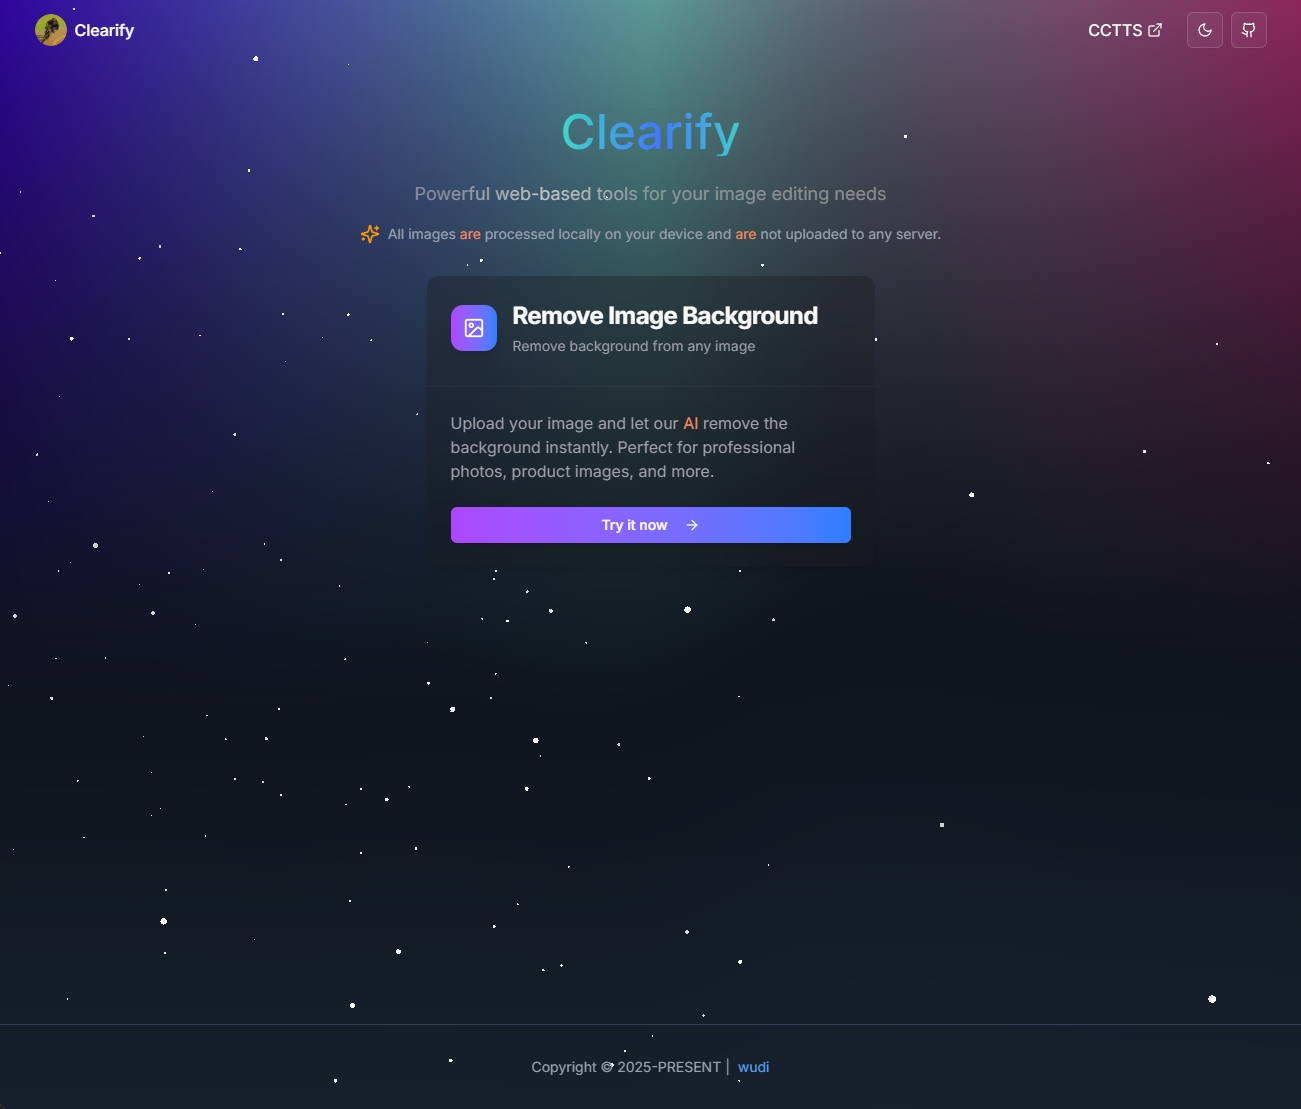 Clearify
CCTTS
Clearify
Powerful web-based tools for your image editing needs
All images are processed locally on your device and are not uploaded to any server.
Remove Image Background
Remove background from any image
Upload your image and let our AI remove the
background instantly. Perfect for professional
photos, product images, and more.
Try it now
Copyright © 2025-PRESENT | wudi